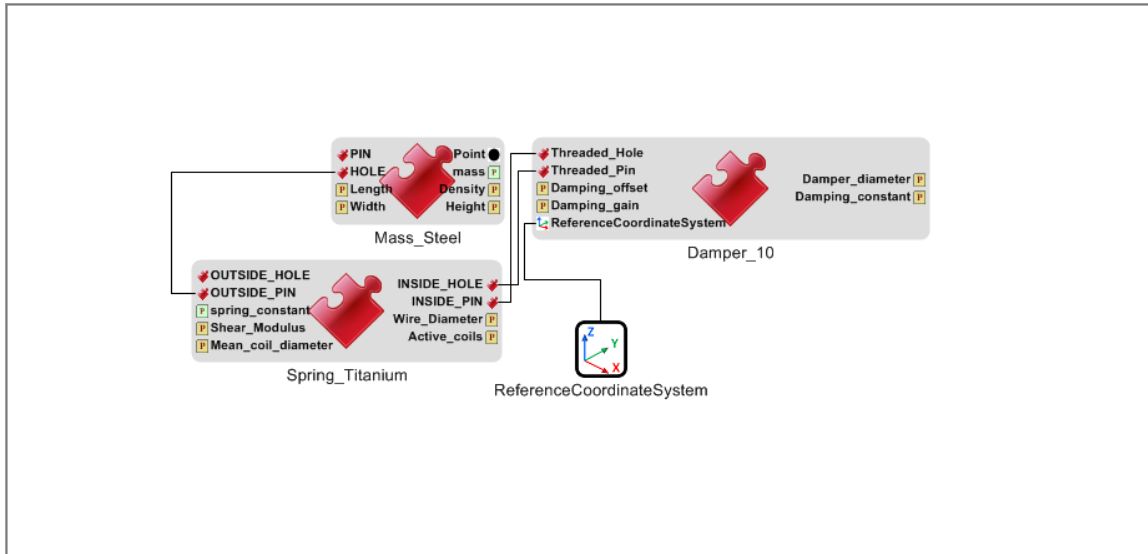 PIN
HOLE
Length
Width
Point
mass
P
Density
P
Height
P
P
P
Mass_Steel
Threaded_Hole
Threaded_Pin
P
Damping_offset
P
Damping_gain
ReferenceCoordinateSystem
Damper_diameter
P
Damping_constant
P
Damper_10
OUTSIDE_HOLE
OUTSIDE_PIN
P
spring_constant
P
Shear_Modulus
P
Mean_coil_diameter
INSIDE_HOLE
INSIDE_PIN
Wire_Diameter
P
Active_coils
P
Spring_Titanium
Z
Y
X
ReferenceCoordinateSystem